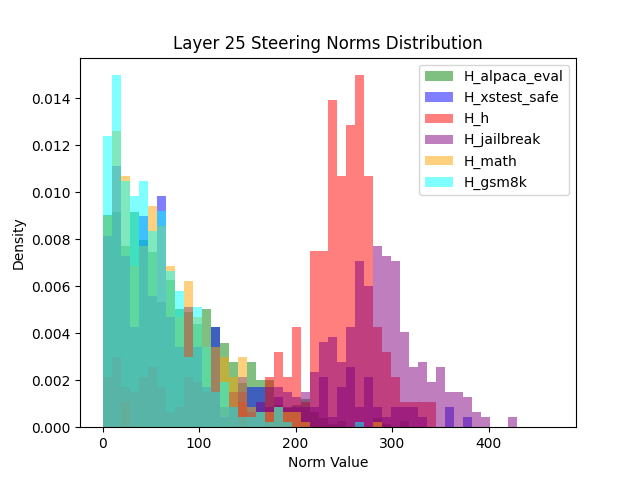 Layer 25 Steering Norms Distribution
H_alpaca_eval
H_xstest_safe
H_h
H_jailbreak
H_math
H_gsm8k
0.014
0.012
0.010
0.008
0.006
0.004
0.002
0.000
Density
0
100
200
300
400
Norm Value